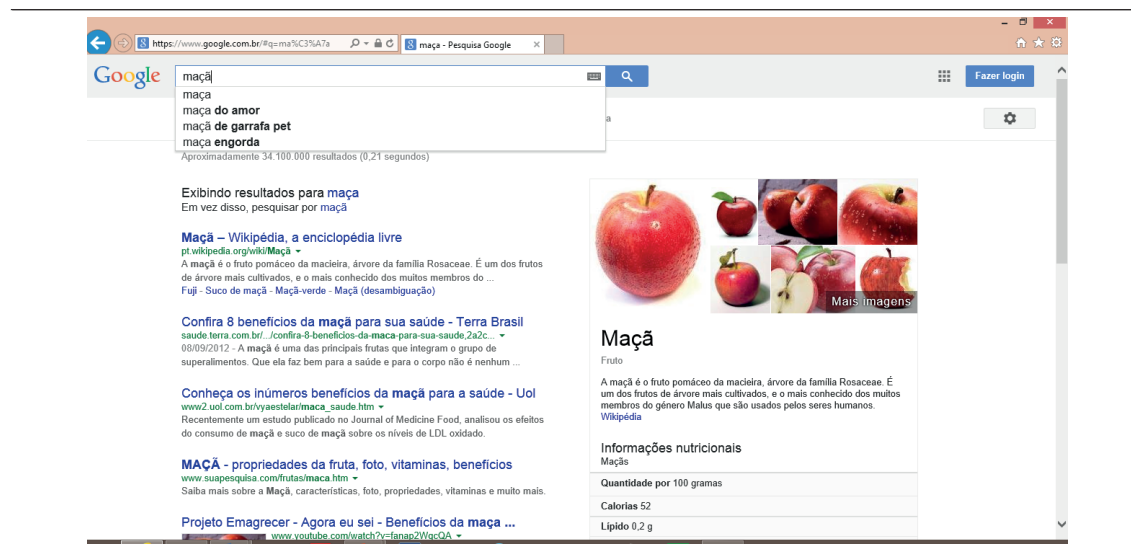 https://www.google.com.br/#q=ma%C3%A7a
maça - Pesquisa Google
Google
maçã
Fazer login
maça
maça do amor
maçã de garrafa pet
maça engorda
Aproximadamente 34.100.000 resultados (0,21 segundos)
Exibindo resultados para maça
Em vez disso, pesquisar por maçã
Maçã – Wikipédia, a enciclopédia livre
pt.wikipedia.org/wiki/Maçã
A maçã é o fruto pomáceo da macieira, árvore da família Rosaceae. É um dos frutos
de árvore mais cultivados, e o mais conhecido dos muitos membros do ...
Fuji - Suco de maçã - Maçã-verde - Maçã (desambiguação)
Confira 8 benefícios da maçã para sua saúde - Terra Brasil
saude.terra.com.br/.../confira-8-beneficios-da-maca-para-sua-saude,2a2c...
08/09/2012 - A maçã é uma das principais frutas que integram o grupo de
superalimentos. Que ela faz bem para a saúde e para o corpo não é nenhum ...
Conheça os inúmeros benefícios da maçã para a saúde - Uol
www2.uol.com.br/vyaestelar/maca_saude.htm
Recentemente um estudo publicado no Journal of Medicine Food, analisou os efeitos
do consumo de maçã e suco de maçã sobre os níveis de LDL oxidado.
MAÇÃ - propriedades da fruta, foto, vitaminas, benefícios
www.suapesquisa.com/frutas/maca.htm
Saiba mais sobre a Maçã, características, foto, propriedades, vitaminas e muito mais.
Projeto Emagrecer - Agora eu sei - Benefícios da maça ...
www.youtube.com/watch?v=fanap2WgcQA
Mais imagens
Maçã
Fruto
A maçã é o fruto pomáceo da macieira, árvore da família Rosaceae. É
um dos frutos de árvore mais cultivados, e o mais conhecido dos muitos
membros do género Malus que são usados pelos seres humanos.
Wikipédia
Informações nutricionais
Maçãs
Quantidade por 100 gramas
Calorias 52
Lípido 0,2 g